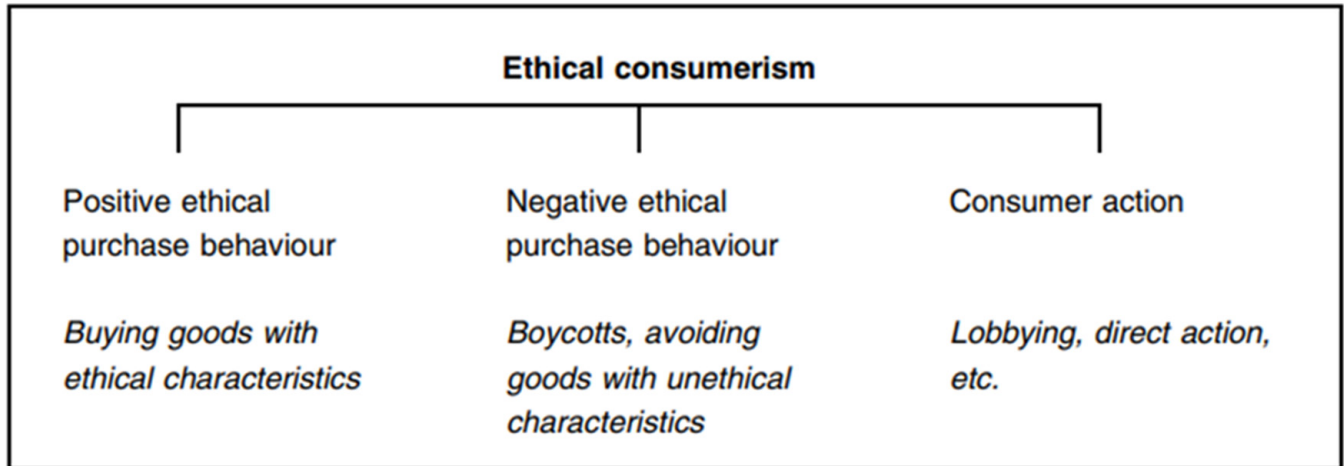 Ethical consumerism
Positive ethical
purchase behaviour
Buying goods with
ethical characteristics
Negative ethical
purchase behaviour
Boycotts, avoiding
goods with unethical
characteristics
Consumer action
Lobbying, direct action,
etc.